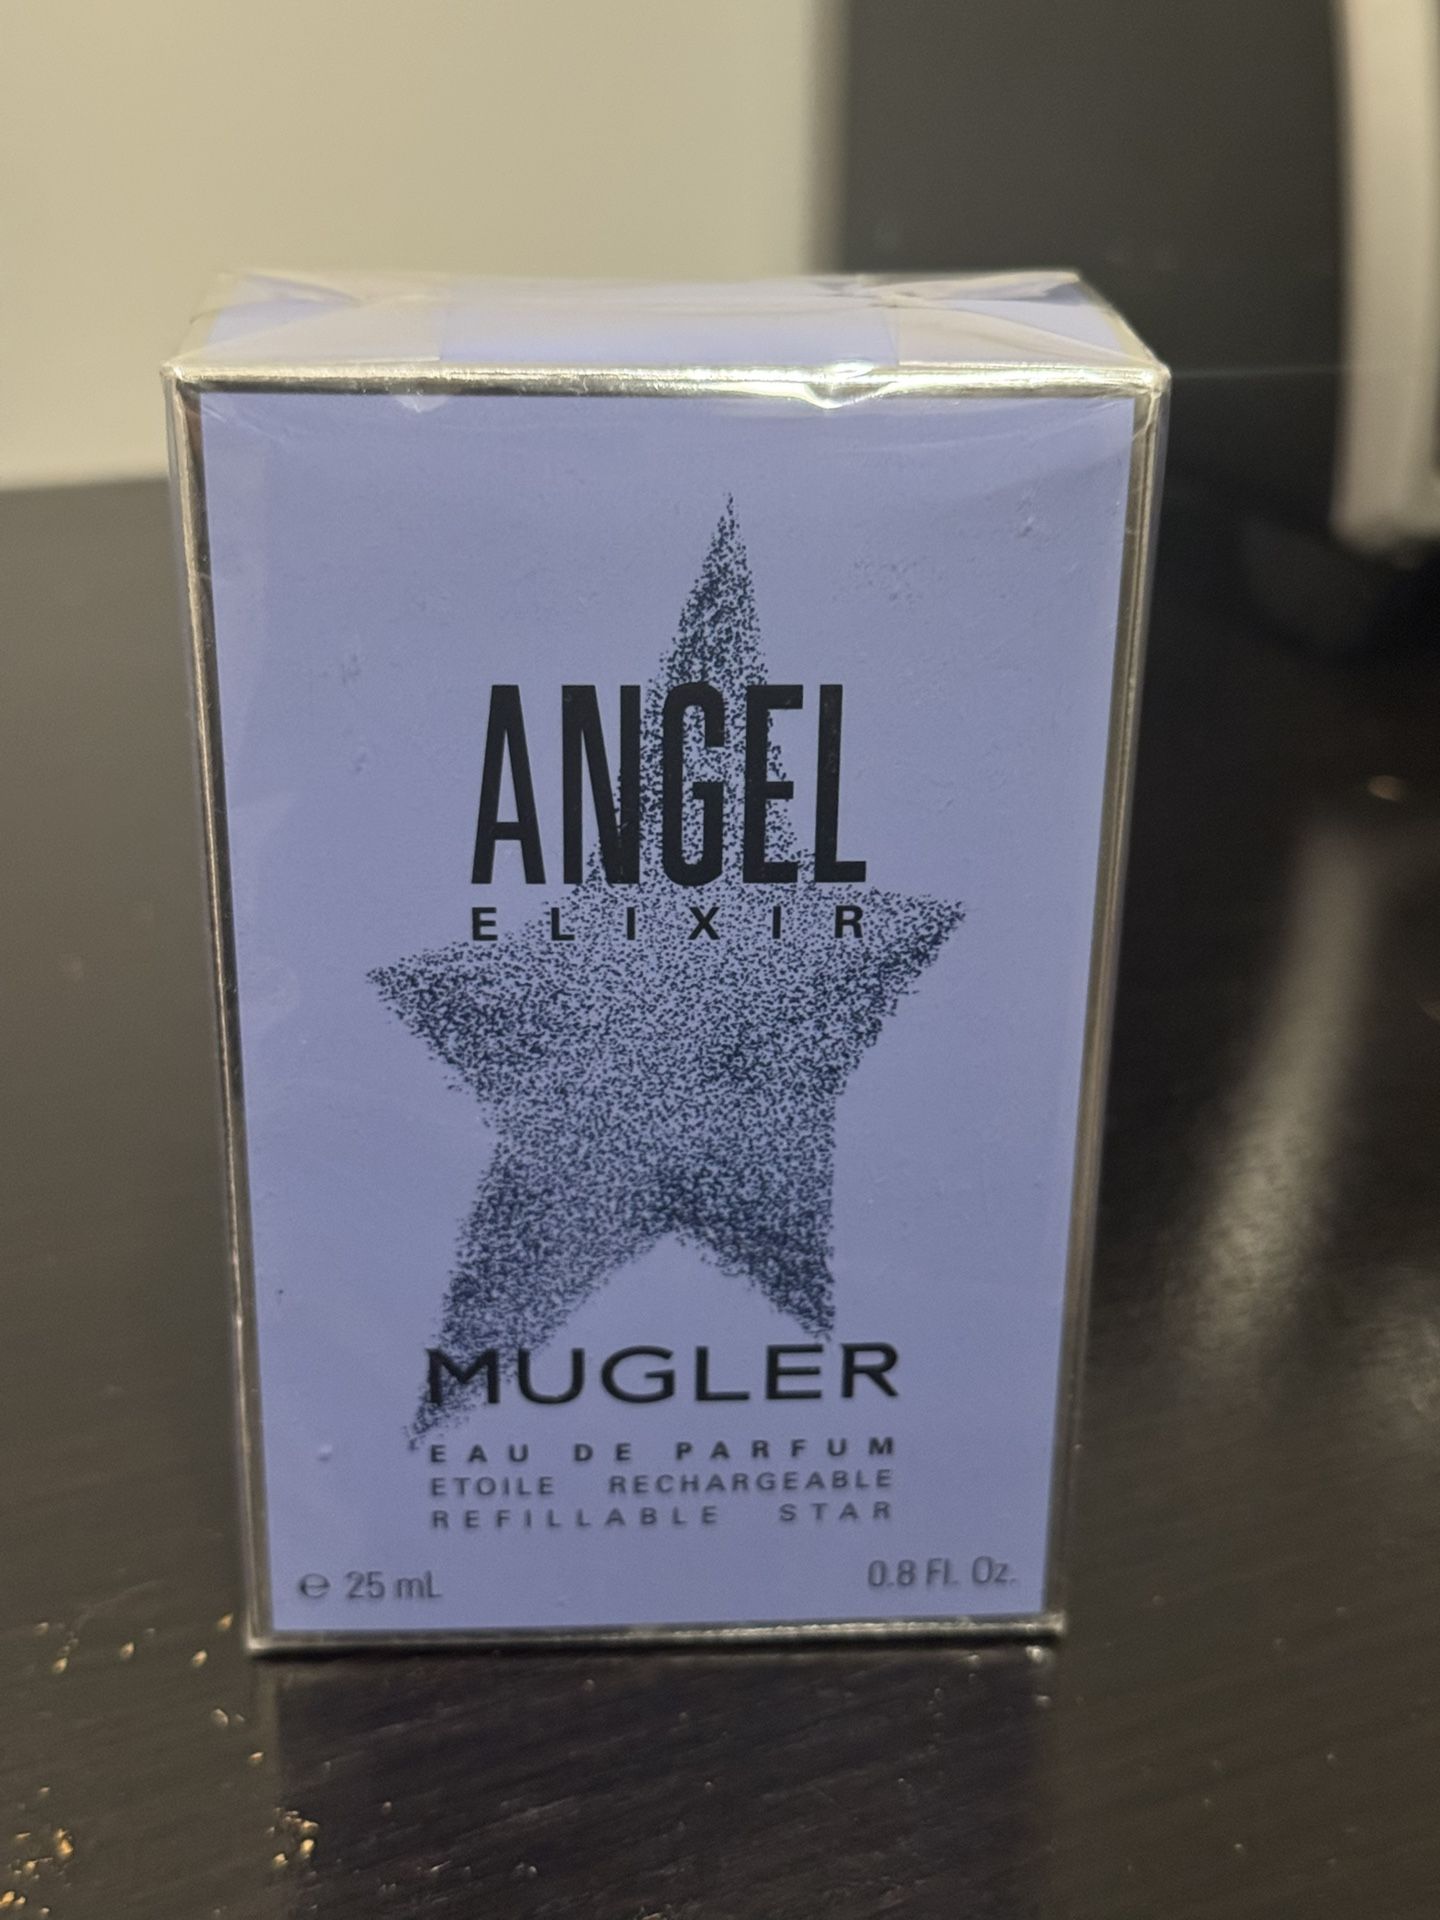 ANGEL
ELIXIR
MUGLER
EAU DE PARFUM
ETOILE RECHARGEABLE
REFILLABLE STAR
℮ 25 mL 0.8 Fl. Oz.